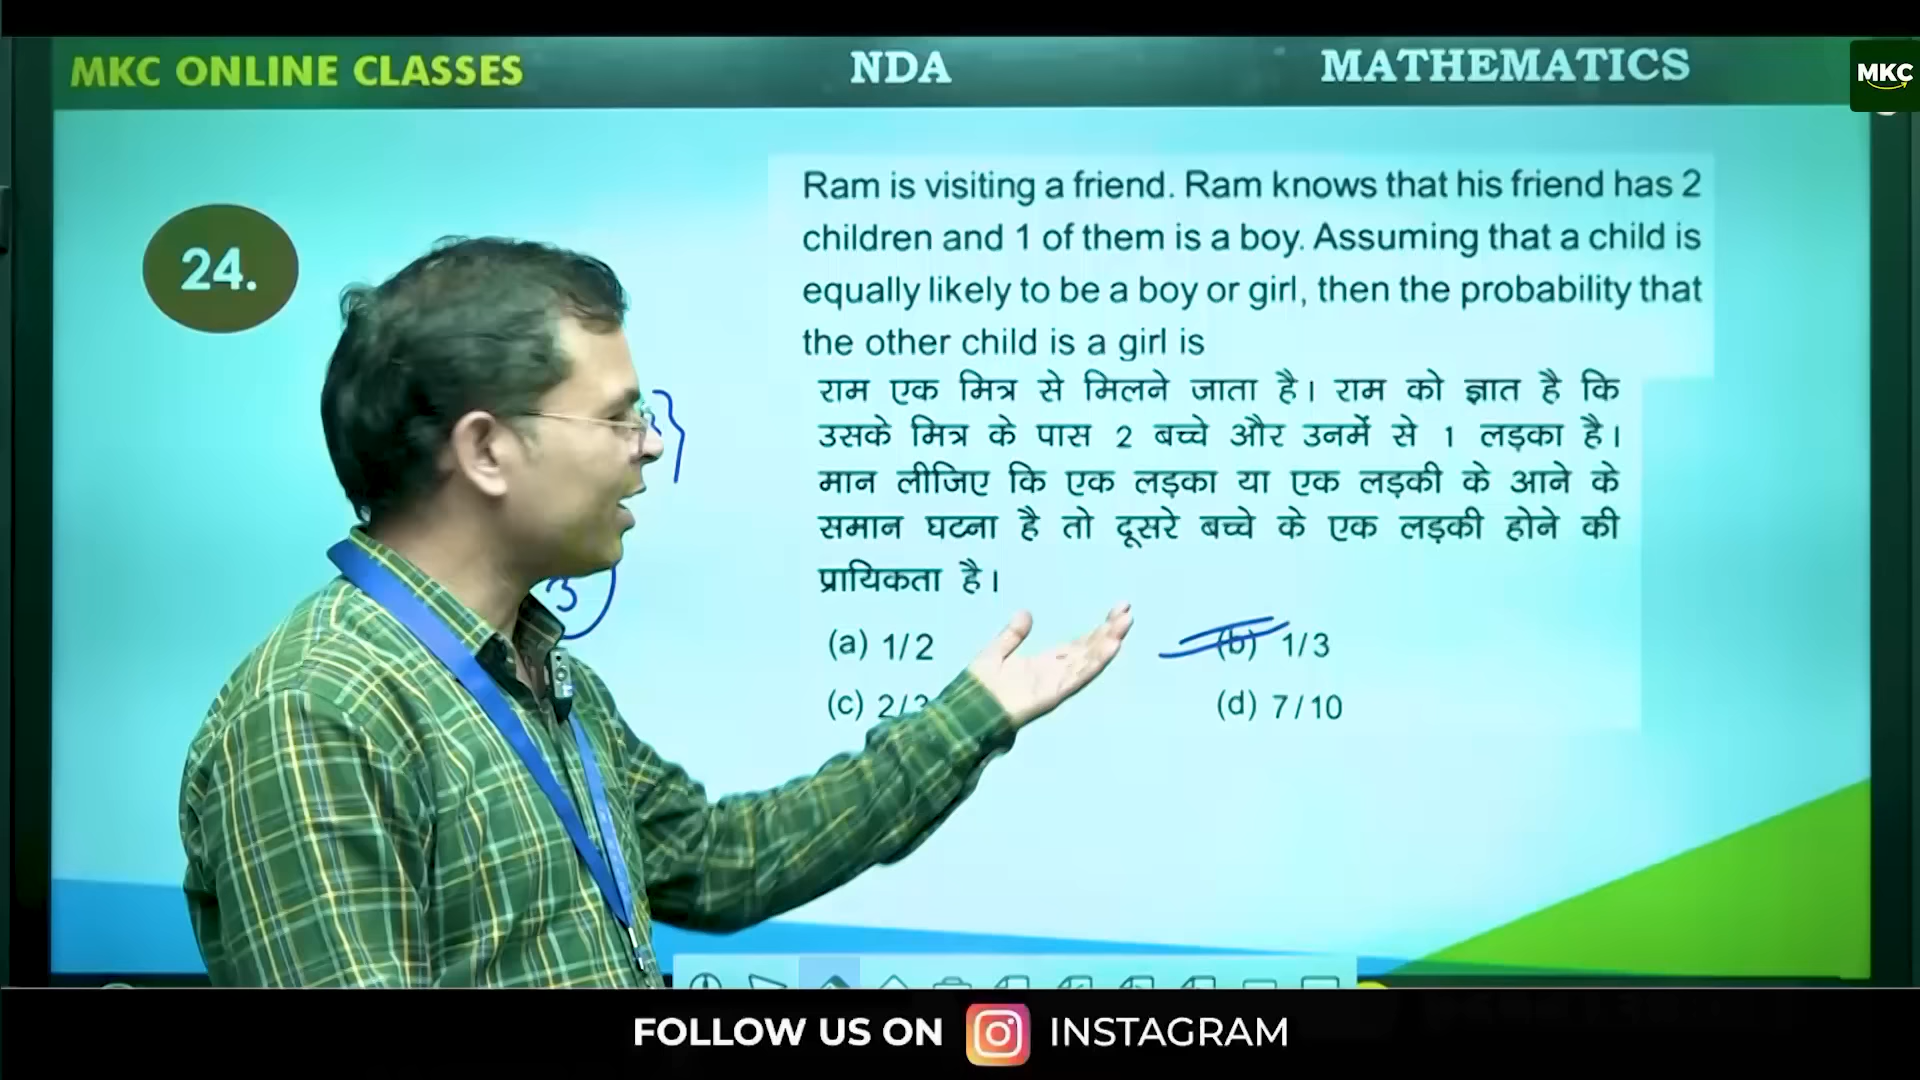 MKC ONLINE CLASSES
NDA
MATHEMATICS
MKC
24.
Ram is visiting a friend. Ram knows that his friend has 2
children and 1 of them is a boy. Assuming that a child is
equally likely to be a boy or girl, then the probability that
the other child is a girl is
राम एक मित्र से मिलने जाता है। राम को ज्ञात है कि
उसके मित्र के पास 2 बच्चे और उनमें से 1 लड़का है।
मान लीजिए कि एक लड़का या एक लड़की के आने के
समान घटना है तो दूसरे बच्चे के एक लड़की होने की
प्रायिकता है।
3
(a) 1/2
(b) 1/3
(c) 2/
(d) 7/10
FOLLOW US ON INSTAGRAM